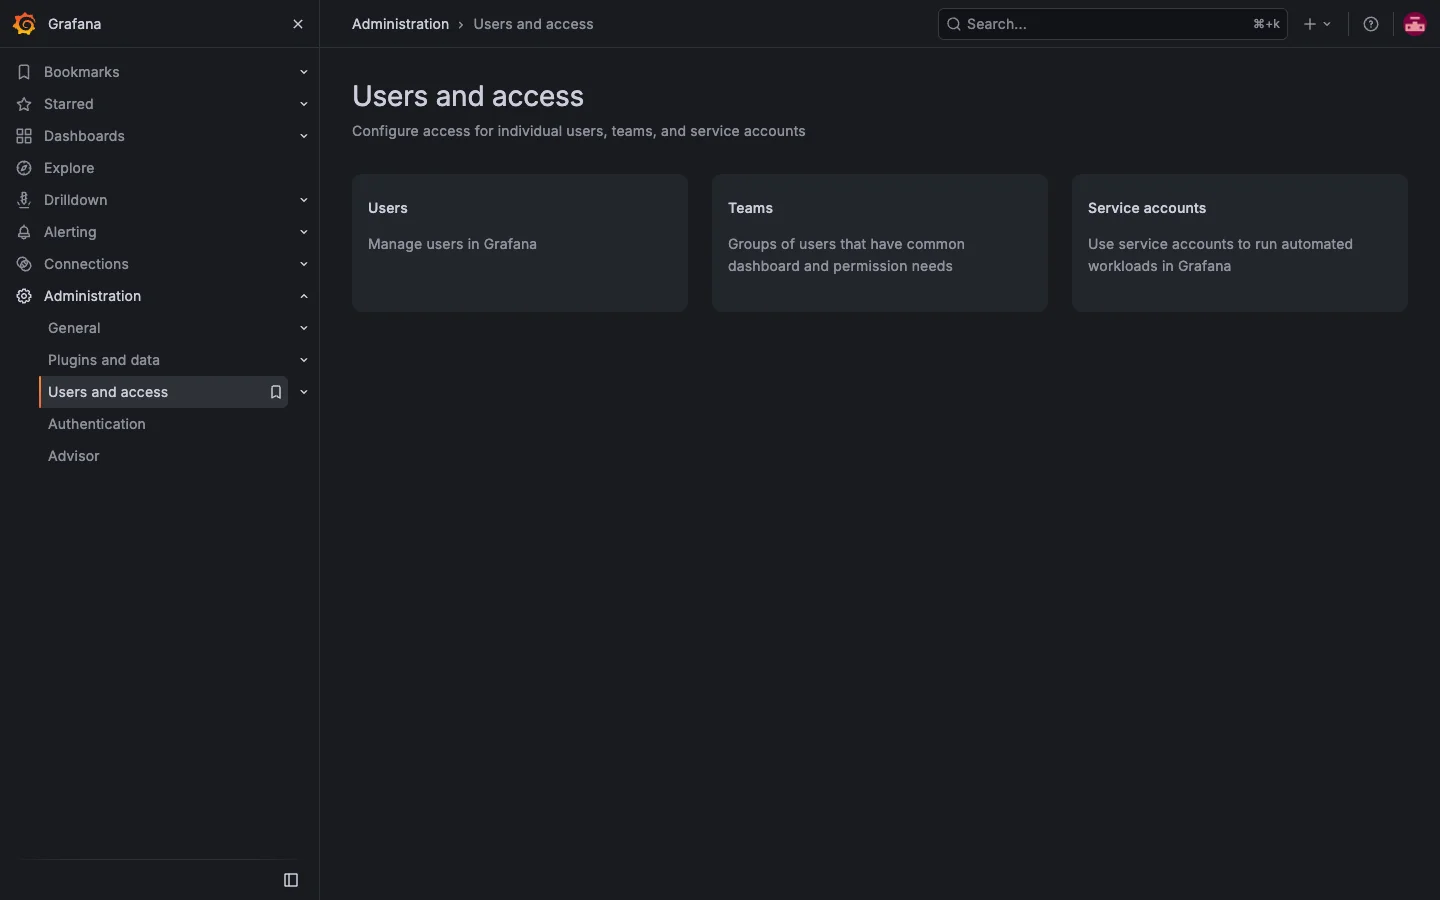 Grafana
Administration › Users and access
Search... ⌘+k
Bookmarks
Starred
Dashboards
Explore
Drilldown
Alerting
Connections
Administration
General
Plugins and data
Users and access
Authentication
Advisor
Users and access
Configure access for individual users, teams, and service accounts
Users
Manage users in Grafana
Teams
Groups of users that have common
dashboard and permission needs
Service accounts
Use service accounts to run automated
workloads in Grafana